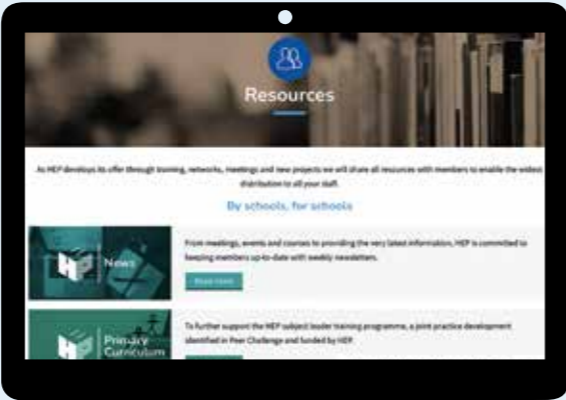 Resources
As HEP develops its offer through training, networks, meetings and new projects we will share all resources with members to enable the widest
distribution to all your staff.
By schools, for schools
HEP
News
From meetings, events and courses to providing the very latest information, HEP is committed to
keeping members up-to-date with weekly newsletters.
Read more
HEP
Primary
Curriculum
To further support the HEP subject leader training programme, a joint practice development
identified in Peer Challenge and funded by HEP.